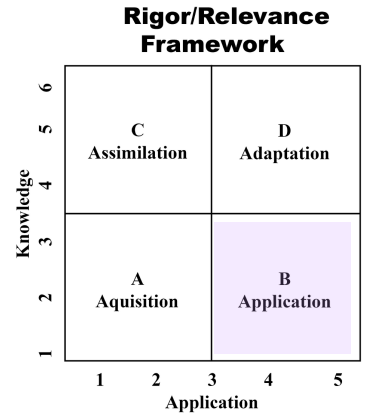 Rigor/Relevance
Framework
6
5
4
3
2
1
Knowledge
C
Assimilation
D
Adaptation
A
Aquisition
B
Application
1 2 3 4 5
Application